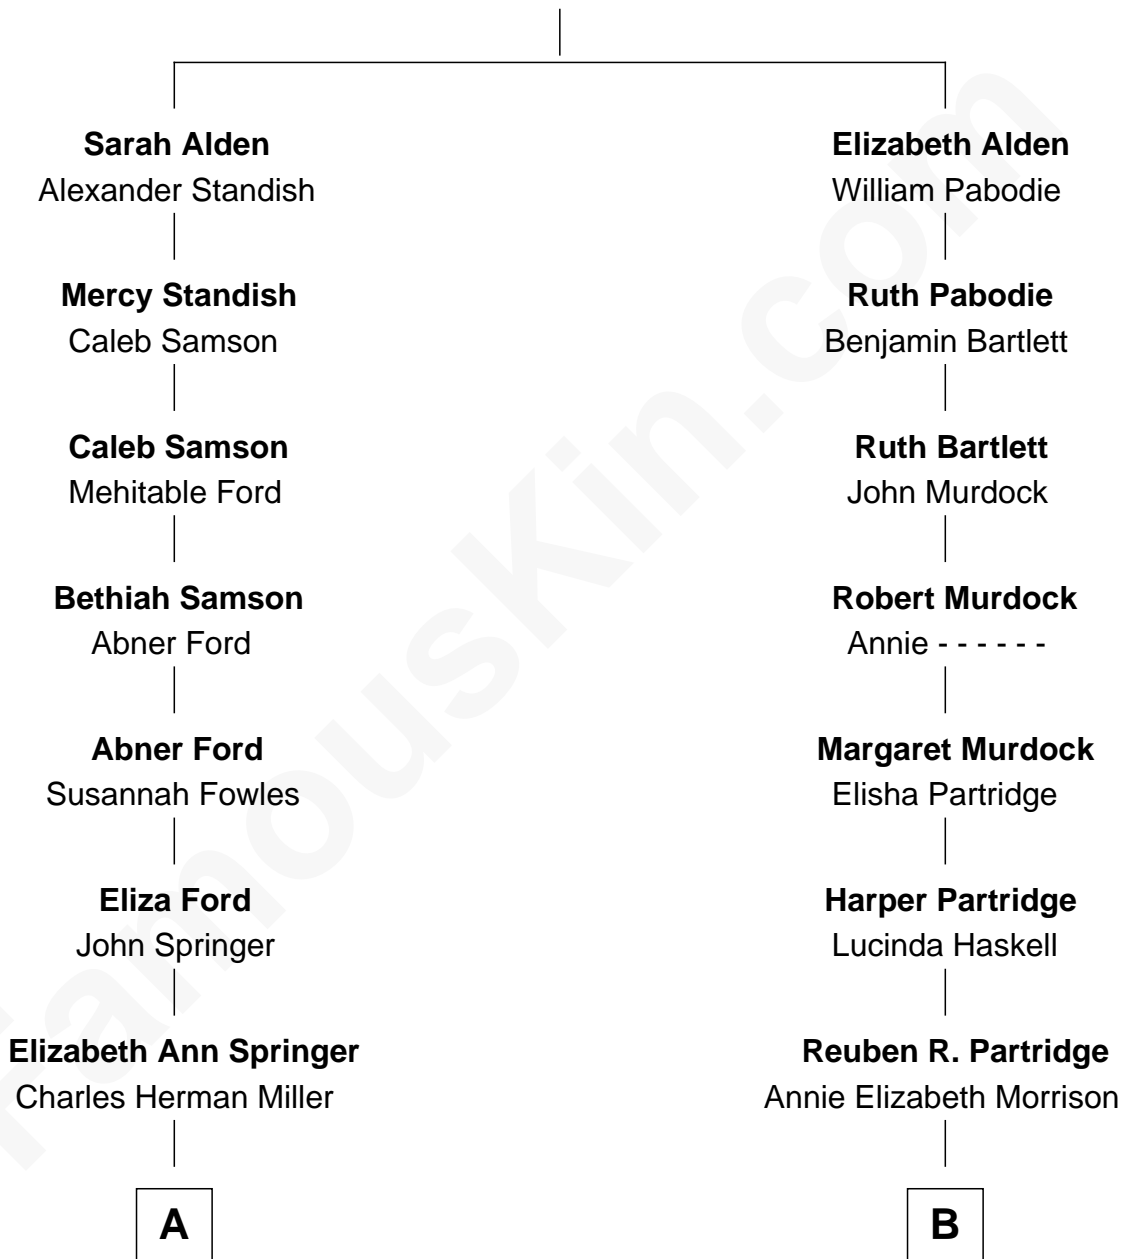 Sarah Alden
Alexander Standish
Mercy Standish
Caleb Samson
Caleb Samson
Mehitable Ford
Bethiah Samson
Abner Ford
Abner Ford
Susannah Fowles
Eliza Ford
John Springer
Elizabeth Ann Springer
Charles Herman Miller
A
Elizabeth Alden
William Pabodie
Ruth Pabodie
Benjamin Bartlett
Ruth Bartlett
John Murdock
Robert Murdock
Annie - - - - - -
Margaret Murdock
Elisha Partridge
Harper Partridge
Lucinda Haskell
Reuben R. Partridge
Annie Elizabeth Morrison
B
FamousKin.com